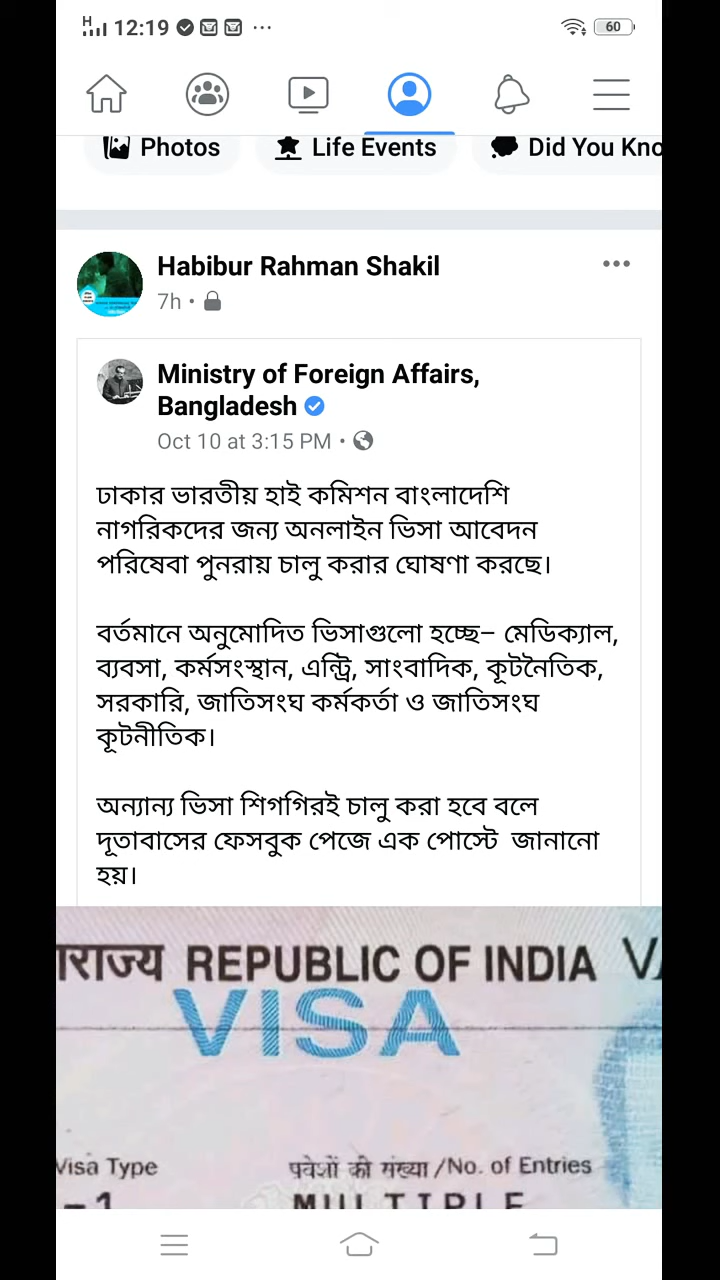 H 12:19 ... 60
Photos Life Events Did You Kno
Habibur Rahman Shakil
7h •
Ministry of Foreign Affairs,
Bangladesh
Oct 10 at 3:15 PM •
ঢাকার ভারতীয় হাই কমিশন বাংলাদেশি
নাগরিকদের জন্য অনলাইন ভিসা আবেদন
পরিষেবা পুনরায় চালু করার ঘোষণা করছে।
বর্তমানে অনুমোদিত ভিসাগুলো হচ্ছে– মেডিক্যাল,
ব্যবসা, কর্মসংস্থান, এন্ট্রি, সাংবাদিক, কূটনৈতিক,
সরকারি, জাতিসংঘ কর্মকর্তা ও জাতিসংঘ
কূটনীতিক।
অন্যান্য ভিসা শিগগিরই চালু করা হবে বলে
দূতাবাসের ফেসবুক পেজে এক পোস্টে জানানো
হয়।
ाराज्य REPUBLIC OF INDIA VA
VISA
Visa Type प्रवेशों की संख्या /No. of Entries
-1 MULTIPLE